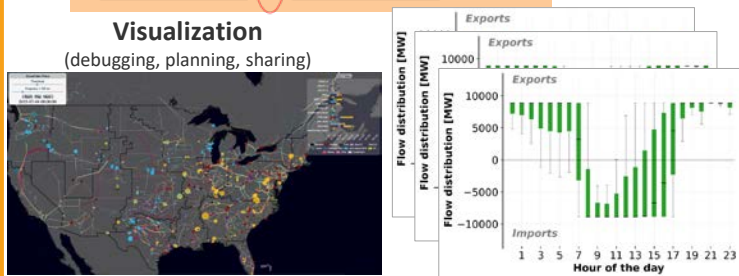 Visualization
(debugging, planning, sharing)
Exports
Exports
10000
Exports
10000
5000
0
−5000
−10000
Imports
Flow distribution [MW]
Flow distribution [MW]
Flow distribution [MW]
1 3 5 7 9 11 13 15 17 19 21 23
Hour of the day